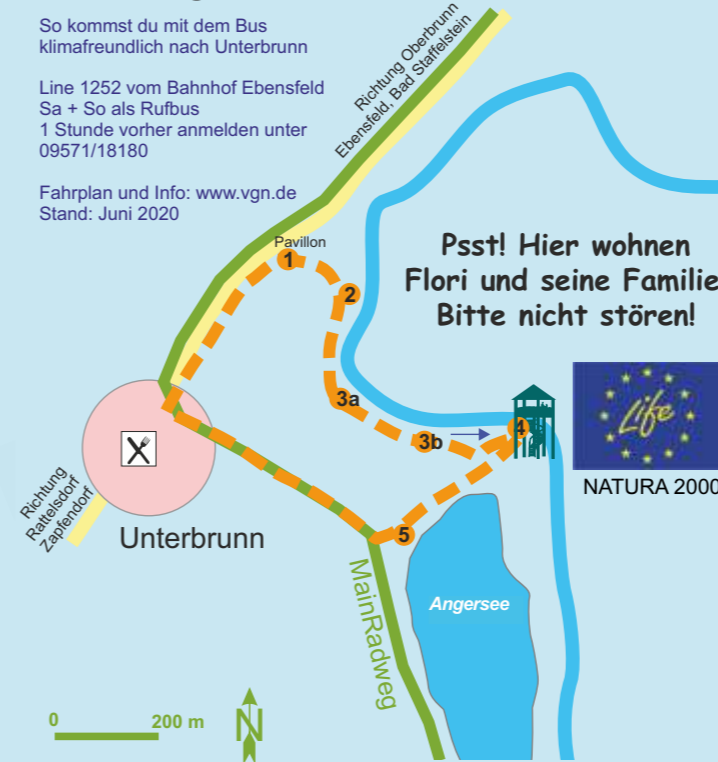 So kommst du mit dem Bus
klimafreundlich nach Unterbrunn
Line 1252 vom Bahnhof Ebensfeld
Sa + So als Rufbus
1 Stunde vorher anmelden unter
09571/18180
Fahrplan und Info: www.vgn.de
Stand: Juni 2020
Richtung Oberbrunn
Ebensfeld, Bad Staffelstein
Pavillon
1
2
Psst! Hier wohnen
Flori und seine Familie
Bitte nicht stören!
3a
3b
4
Life
NATURA 2000
Richtung
Rattelsdorf
Zapfendorf
Unterbrunn
5
MainRadweg
Angersee
0 200 m
N